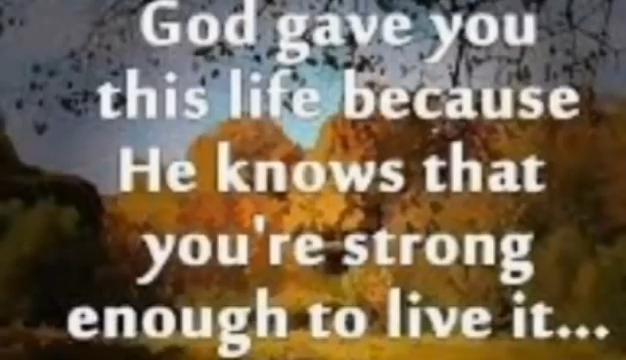 God gave you
this life because
He knows that
you're strong
enough to live it...